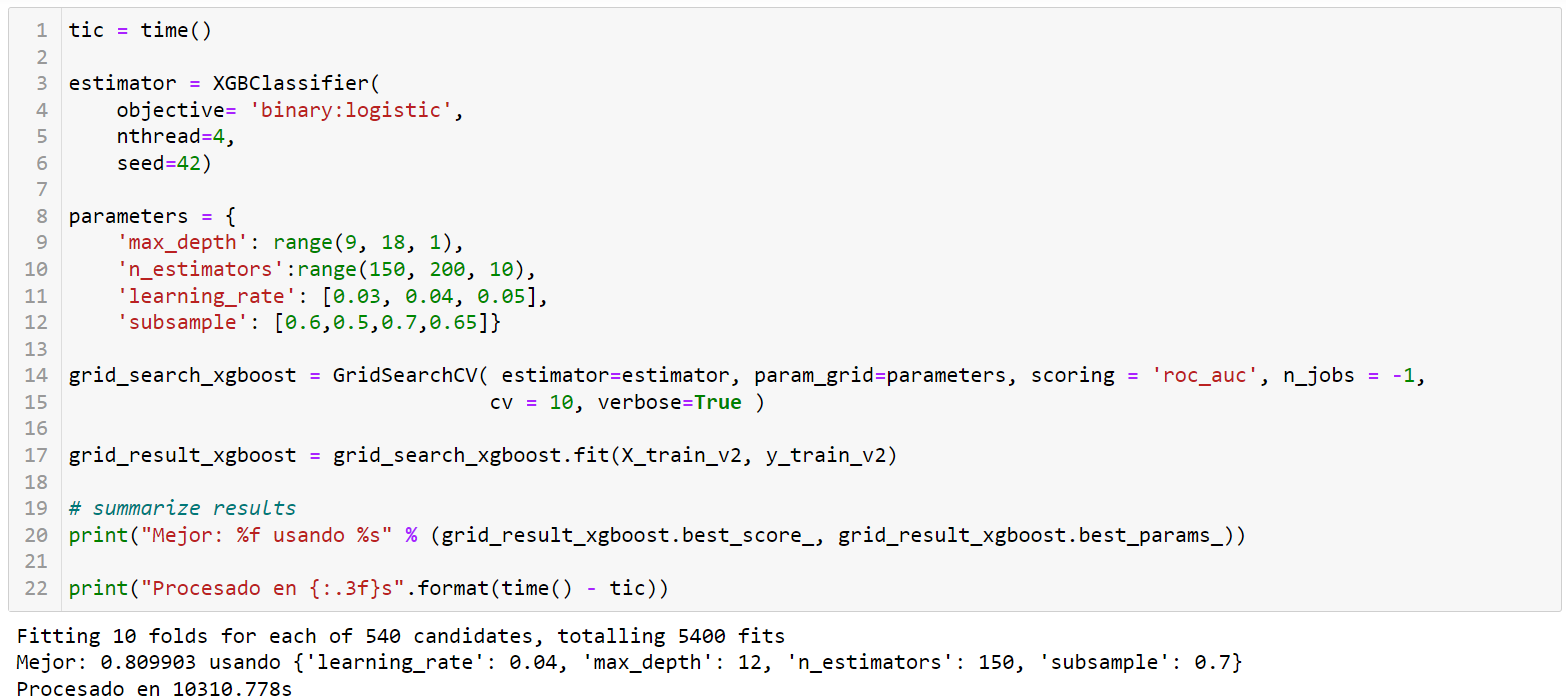 1 tic = time()
2
3 estimator = XGBClassifier(
4     objective= 'binary:logistic',
5     nthread=4,
6     seed=42)
7
8 parameters = {
9     'max_depth': range(9, 18, 1),
10     'n_estimators':range(150, 200, 10),
11     'learning_rate': [0.03, 0.04, 0.05],
12     'subsample': [0.6,0.5,0.7,0.65]}
13
14 grid_search_xgboost = GridSearchCV( estimator=estimator, param_grid=parameters, scoring = 'roc_auc', n_jobs = -1,
15                                    cv = 10, verbose=True )
16
17 grid_result_xgboost = grid_search_xgboost.fit(X_train_v2, y_train_v2)
18
19 # summarize results
20 print("Mejor: %f usando %s" % (grid_result_xgboost.best_score_, grid_result_xgboost.best_params_))
21
22 print("Procesado en {:.3f}s".format(time() - tic))
Fitting 10 folds for each of 540 candidates, totalling 5400 fits
Mejor: 0.809903 usando {'learning_rate': 0.04, 'max_depth': 12, 'n_estimators': 150, 'subsample': 0.7}
Procesado en 10310.778s